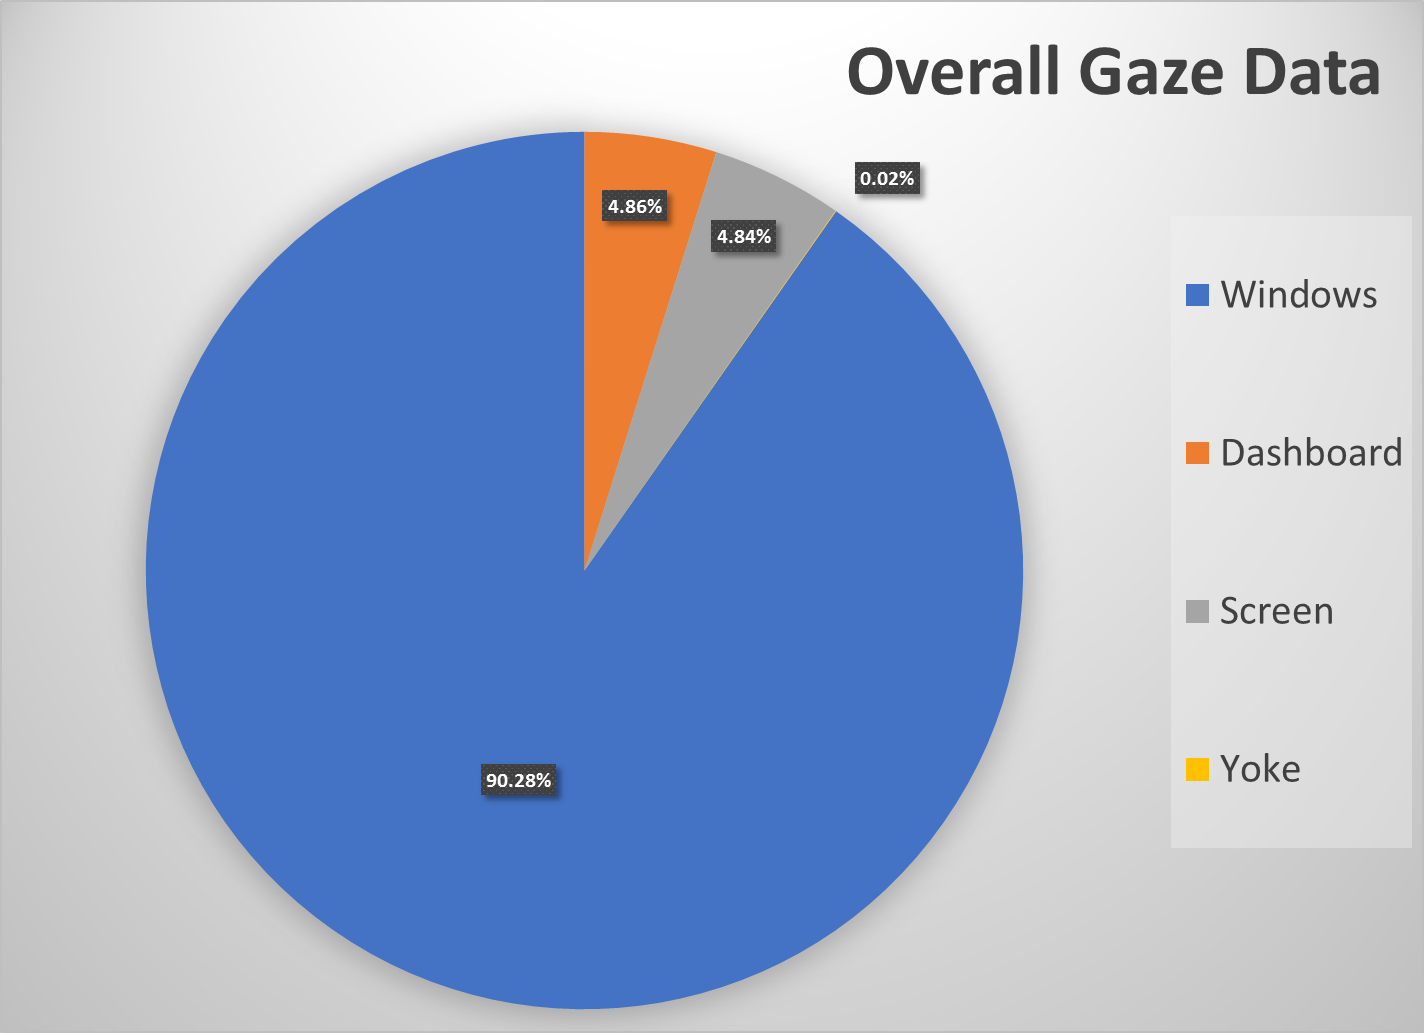 Overall Gaze Data
0.02%
4.86%
4.84%
90.28%
Windows
Dashboard
Screen
Yoke